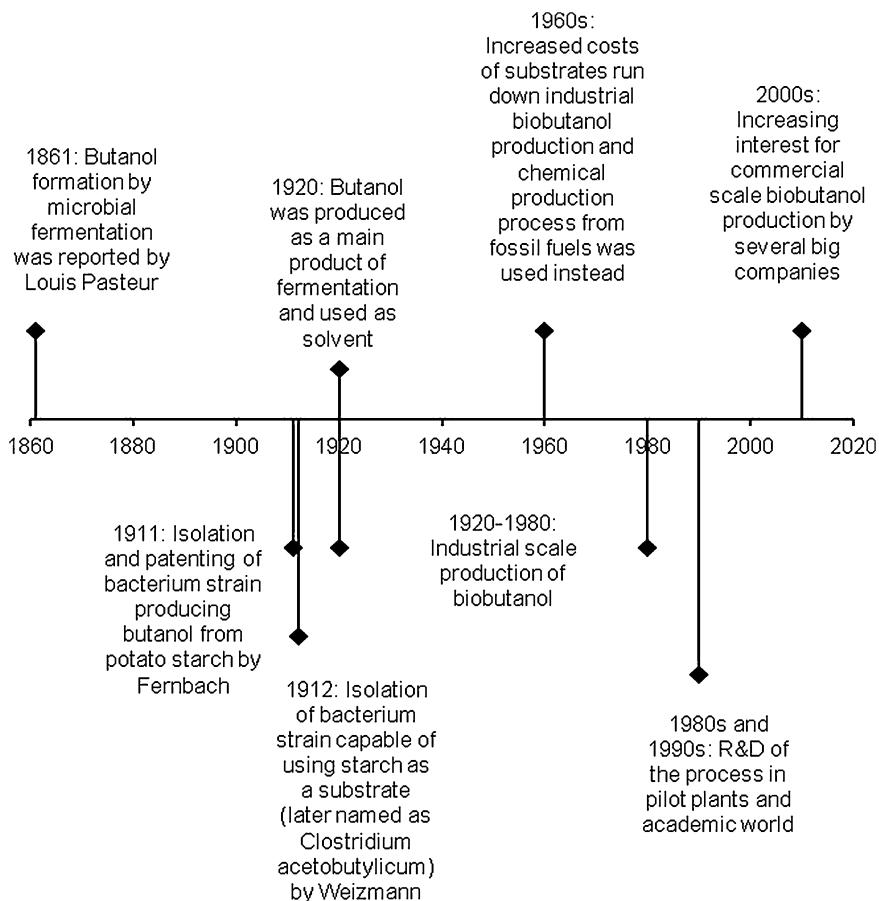 1960s:
Increased costs
of substrates run
down industrial
biobutanol
production and
chemical
production
process from
fossil fuels was
used instead
2000s:
Increasing
interest for
commercial
scale biobutanol
production by
several big
companies
1861: Butanol
formation by
microbial
fermentation
was reported by
Louis Pasteur
1920: Butanol
was produced
as a main
product of
fermentation
and used as
solvent
1860 1880 1900 1920 1940 1960 1980 2000 2020
1911: Isolation
and patenting of
bacterium strain
producing
butanol from
potato starch by
Fernbach
1920-1980:
Industrial scale
production of
biobutanol
1912: Isolation
of bacterium
strain capable of
using starch as
a substrate
(later named as
Clostridium
acetobutylicum)
by Weizmann
1980s and
1990s: R&D of
the process in
pilot plants and
academic world